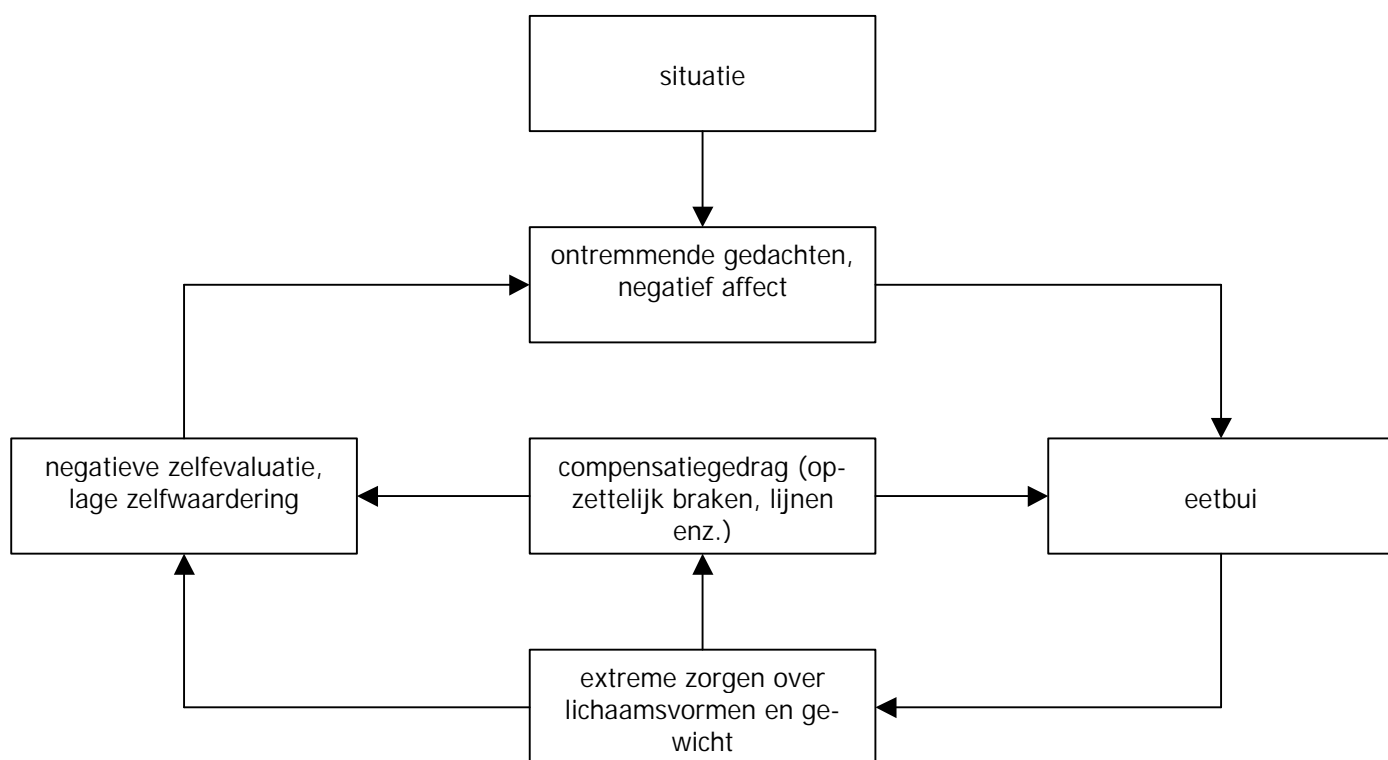 situatie
ontremmende gedachten,
negatief affect
negatieve zelfevaluatie,
lage zelfwaardering
compensatiegedrag (op-
zettelijk braken, lijnen
enz.)
eetbui
extreme zorgen over
lichaamsvormen en ge-
wicht